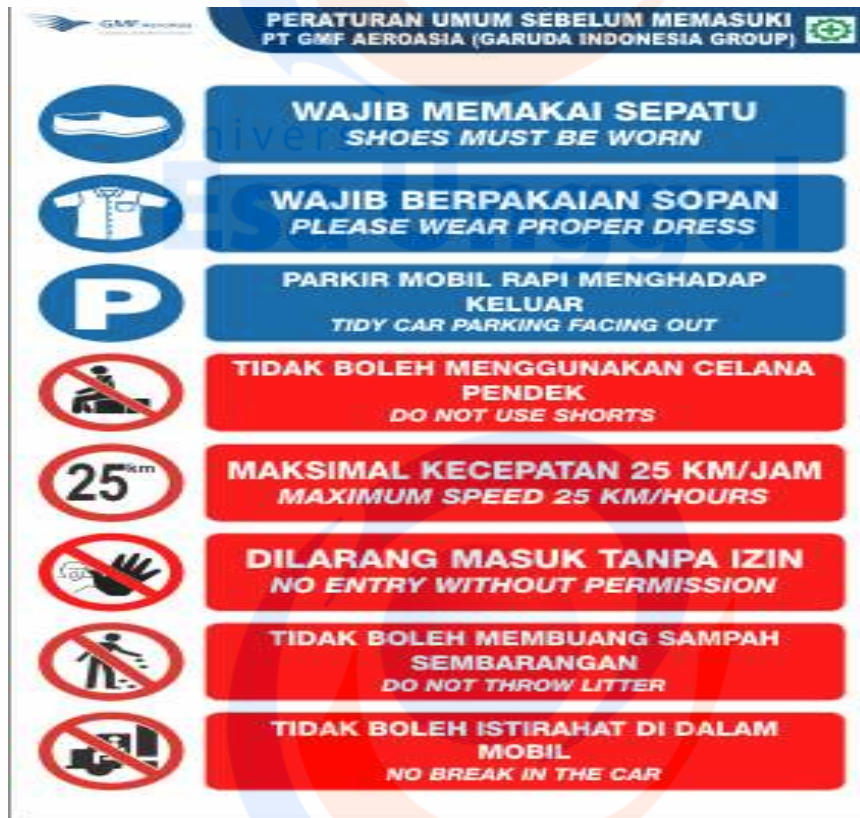 GMF AeroAsia
PERATURAN UMUM SEBELUM MEMASUKI
PT GMF AEROASIA (GARUDA INDONESIA GROUP)
WAJIB MEMAKAI SEPATU
SHOES MUST BE WORN
Univers
Esa Unggul
WAJIB BERPAKAIAN SOPAN
PLEASE WEAR PROPER DRESS
P
PARKIR MOBIL RAPI MENGHADAP
KELUAR
TIDY CAR PARKING FACING OUT
TIDAK BOLEH MENGGUNAKAN CELANA
PENDEK
DO NOT USE SHORTS
25 km
MAKSIMAL KECEPATAN 25 KM/JAM
MAXIMUM SPEED 25 KM/HOURS
DILARANG MASUK TANPA IZIN
NO ENTRY WITHOUT PERMISSION
TIDAK BOLEH MEMBUANG SAMPAH
SEMBARANGAN
DO NOT THROW LITTER
TIDAK BOLEH ISTIRAHAT DI DALAM
MOBIL
NO BREAK IN THE CAR